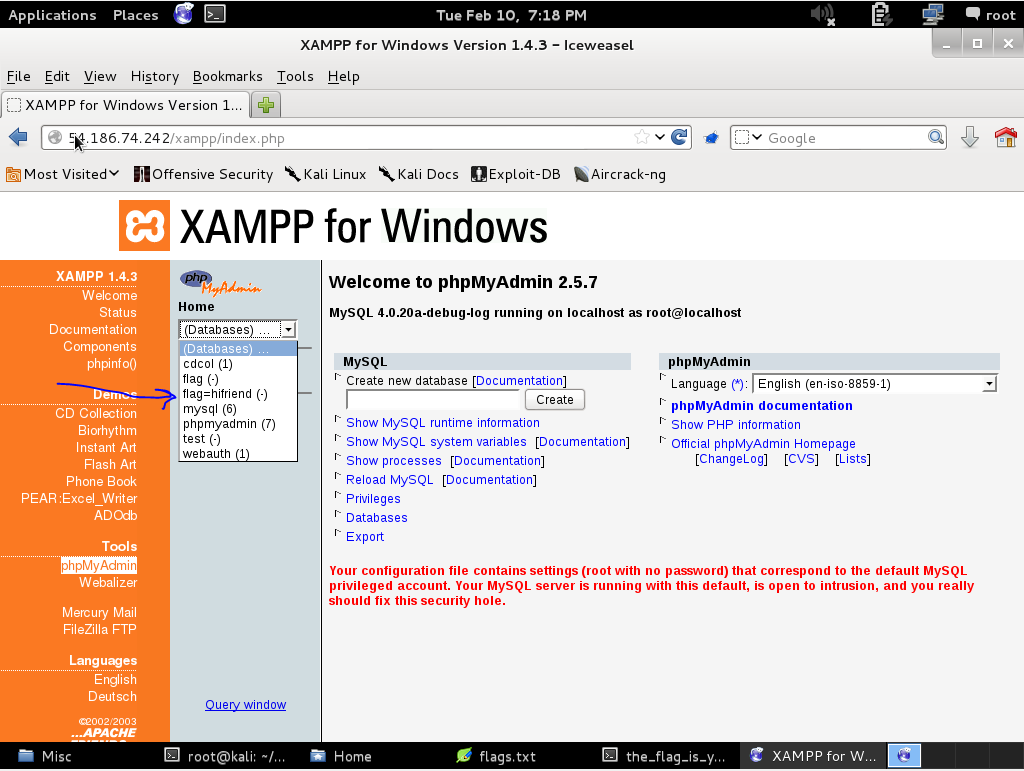 Applications Places Tue Feb 10, 7:18 PM root
XAMPP for Windows Version 1.4.3 - Iceweasel
File Edit View History Bookmarks Tools Help
XAMPP for Windows Version 1...
54.186.74.242/xampp/index.php Google
Most Visited Offensive Security Kali Linux Kali Docs Exploit-DB Aircrack-ng
XAMPP for Windows
XAMPP 1.4.3
Welcome
Status
Documentation
Components
phpinfo()
Demos
CD Collection
Biorhythm
Instant Art
Flash Art
Phone Book
PEAR:Excel_Writer
ADOdb
Tools
phpMyAdmin
Webalizer
Mercury Mail
FileZilla FTP
Languages
English
Deutsch
©2002/2003
...APACHE
FRIENDS...
php
MyAdmin
Home
(Databases) ...
(Databases) ...
cdcol (1)
flag (-)
flag=hifriend (-)
mysql (6)
phpmyadmin (7)
test (-)
webauth (1)
Query window
Welcome to phpMyAdmin 2.5.7
MySQL 4.0.20a-debug-log running on localhost as root@localhost
MySQL
Create new database [Documentation]
Create
Show MySQL runtime information
Show MySQL system variables [Documentation]
Show processes [Documentation]
Reload MySQL [Documentation]
Privileges
Databases
Export
phpMyAdmin
Language (*): English (en-iso-8859-1)
phpMyAdmin documentation
Show PHP information
Official phpMyAdmin Homepage
[ChangeLog] [CVS] [Lists]
Your configuration file contains settings (root with no password) that correspond to the default MySQL
privileged account. Your MySQL server is running with this default, is open to intrusion, and you really
should fix this security hole.
Misc root@kali: ~/... Home flags.txt the_flag_is_y... XAMPP for W...